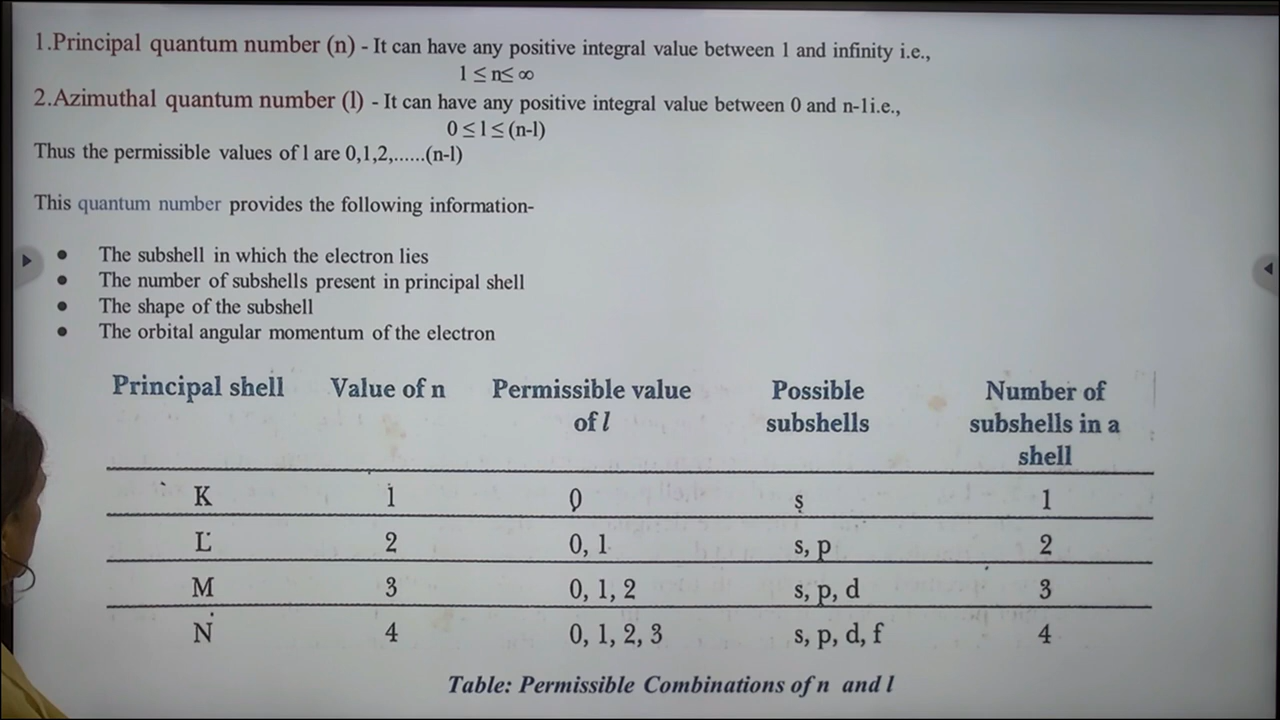 1.Principal quantum number (n) - It can have any positive integral value between 1 and infinity i.e.,
1 ≤ n≤ ∞
2.Azimuthal quantum number (l) - It can have any positive integral value between 0 and n-1i.e.,
0 ≤ l ≤ (n-l)
Thus the permissible values of l are 0,1,2,......(n-l)
This quantum number provides the following information-
• The subshell in which the electron lies
• The number of subshells present in principal shell
• The shape of the subshell
• The orbital angular momentum of the electron
Principal shell Value of n Permissible value of l Possible subshells Number of subshells in a shell
K 1 0 s 1
L 2 0, 1 s, p 2
M 3 0, 1, 2 s, p, d 3
N 4 0, 1, 2, 3 s, p, d, f 4
Table: Permissible Combinations of n and l